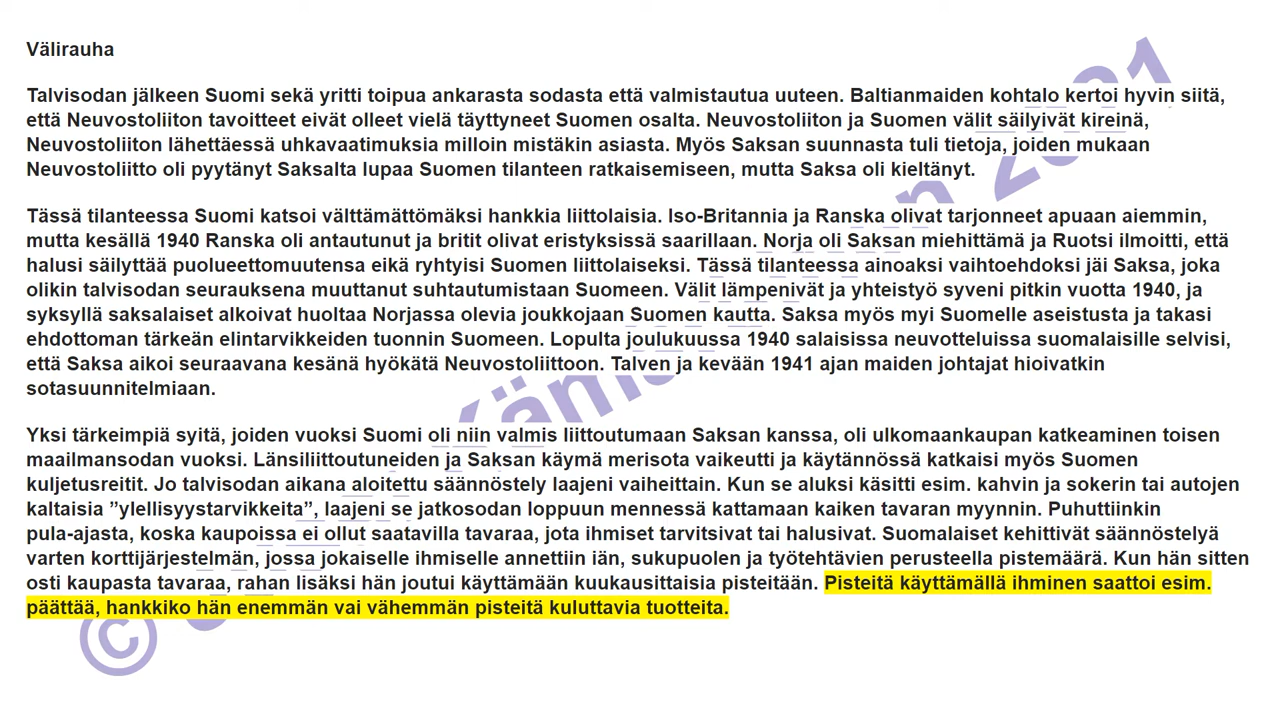 Välirauha
Talvisodan jälkeen Suomi sekä yritti toipua ankarasta sodasta että valmistautua uuteen. Baltianmaiden kohtalo kertoi hyvin siitä,
että Neuvostoliiton tavoitteet eivät olleet vielä täyttyneet Suomen osalta. Neuvostoliiton ja Suomen välit säilyivät kireinä,
Neuvostoliiton lähettäessä uhkavaatimuksia milloin mistäkin asiasta. Myös Saksan suunnasta tuli tietoja, joiden mukaan
Neuvostoliitto oli pyytänyt Saksalta lupaa Suomen tilanteen ratkaisemiseen, mutta Saksa oli kieltänyt.
Tässä tilanteessa Suomi katsoi välttämättömäksi hankkia liittolaisia. Iso-Britannia ja Ranska olivat tarjonneet apuaan aiemmin,
mutta kesällä 1940 Ranska oli antautunut ja britit olivat eristyksissä saarillaan. Norja oli Saksan miehittämä ja Ruotsi ilmoitti, että
halusi säilyttää puolueettomuutensa eikä ryhtyisi Suomen liittolaiseksi. Tässä tilanteessa ainoaksi vaihtoehdoksi jäi Saksa, joka
olikin talvisodan seurauksena muuttanut suhtautumistaan Suomeen. Välit lämpenivät ja yhteistyö syveni pitkin vuotta 1940, ja
syksyllä saksalaiset alkoivat huoltaa Norjassa olevia joukkojaan Suomen kautta. Saksa myös myi Suomelle aseistusta ja takasi
ehdottoman tärkeän elintarvikkeiden tuonnin Suomeen. Lopulta joulukuussa 1940 salaisissa neuvotteluissa suomalaisille selvisi,
että Saksa aikoi seuraavana kesänä hyökätä Neuvostoliittoon. Talven ja kevään 1941 ajan maiden johtajat hioivatkin
sotasuunnitelmiaan.
Yksi tärkeimpiä syitä, joiden vuoksi Suomi oli niin valmis liittoutumaan Saksan kanssa, oli ulkomaankaupan katkeaminen toisen
maailmansodan vuoksi. Länsiliittoutuneiden ja Saksan käymä merisota vaikeutti ja käytännössä katkaisi myös Suomen
kuljetusreitit. Jo talvisodan aikana aloitettu säännöstely laajeni vaiheittain. Kun se aluksi käsitti esim. kahvin ja sokerin tai autojen
kaltaisia ”ylellisyystarvikkeita”, laajeni se jatkosodan loppuun mennessä kattamaan kaiken tavaran myynnin. Puhuttiinkin
pula-ajasta, koska kaupoissa ei ollut saatavilla tavaraa, jota ihmiset tarvitsivat tai halusivat. Suomalaiset kehittivät säännöstelyä
varten korttijärjestelmän, jossa jokaiselle ihmiselle annettiin iän, sukupuolen ja työtehtävien perusteella pistemäärä. Kun hän sitten
osti kaupasta tavaraa, rahan lisäksi hän joutui käyttämään kuukausittaisia pisteitään. Pisteitä käyttämällä ihminen saattoi esim.
päättää, hankkiko hän enemmän vai vähemmän pisteitä kuluttavia tuotteita.